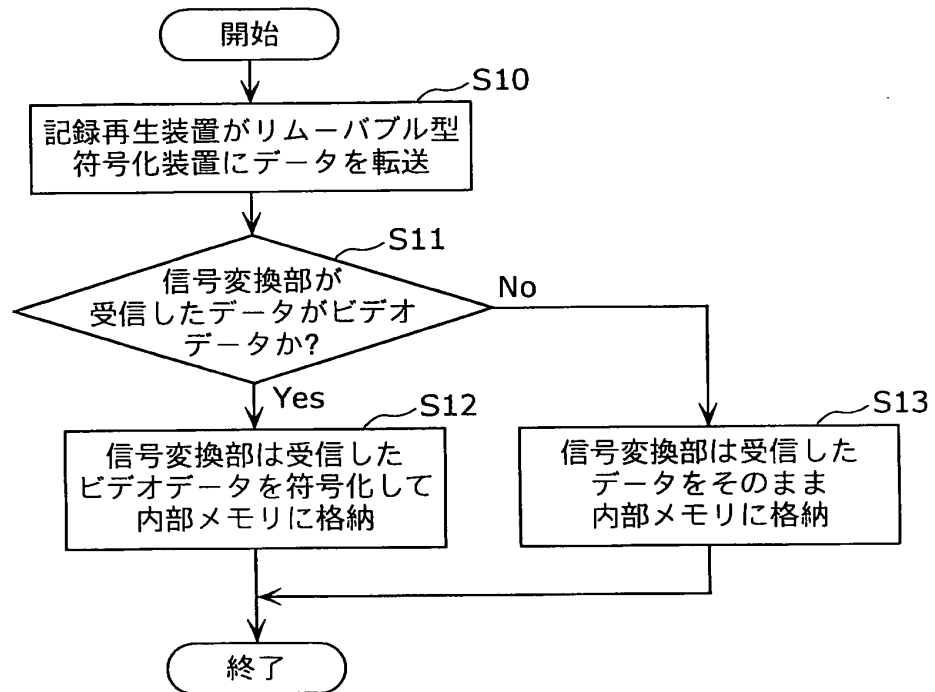 開始
S10
記録再生装置がリムーバブル型
符号化装置にデータを転送
S11
信号変換部が
受信したデータがビデオ
データか?
No
Yes
S12
信号変換部は受信した
ビデオデータを符号化して
内部メモリに格納
S13
信号変換部は受信した
データをそのまま
内部メモリに格納
終了